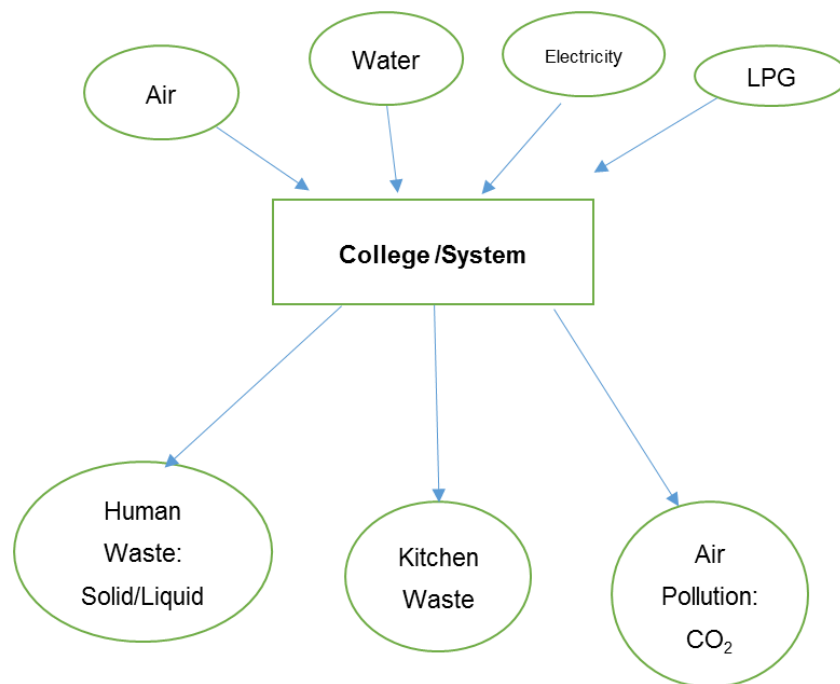 Air
Water
Electricity
LPG
College/System
Human
Waste:
Solid/Liquid
Kitchen
Waste
Air
Pollution:
CO₂